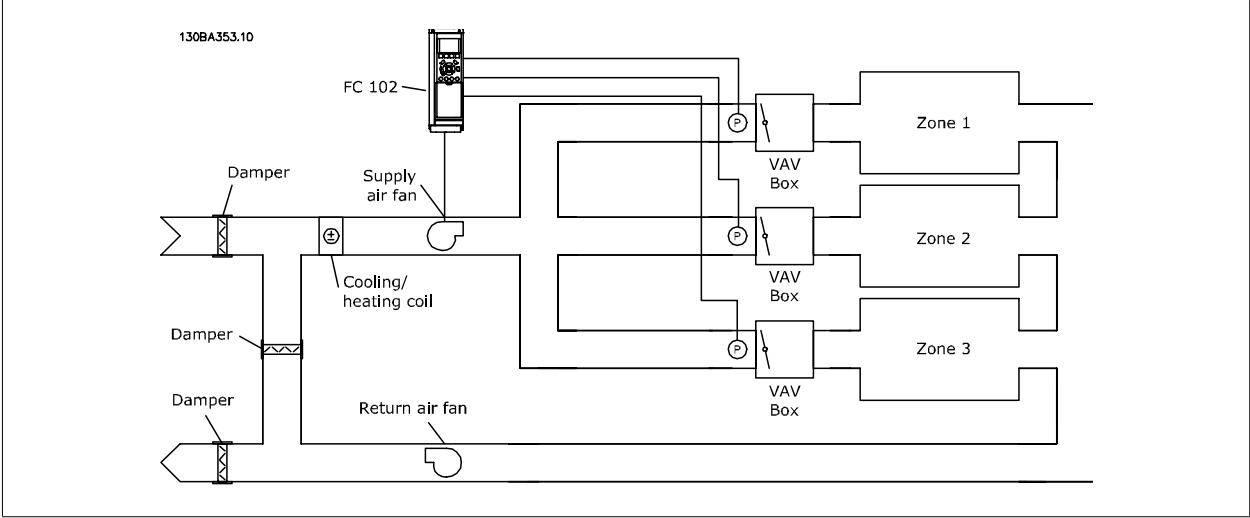 130BA353.10
FC 102
Damper
Supply
air fan
Cooling/
heating coil
Damper
Damper
Return air fan
P
VAV
Box
Zone 1
P
VAV
Box
Zone 2
P
VAV
Box
Zone 3
±